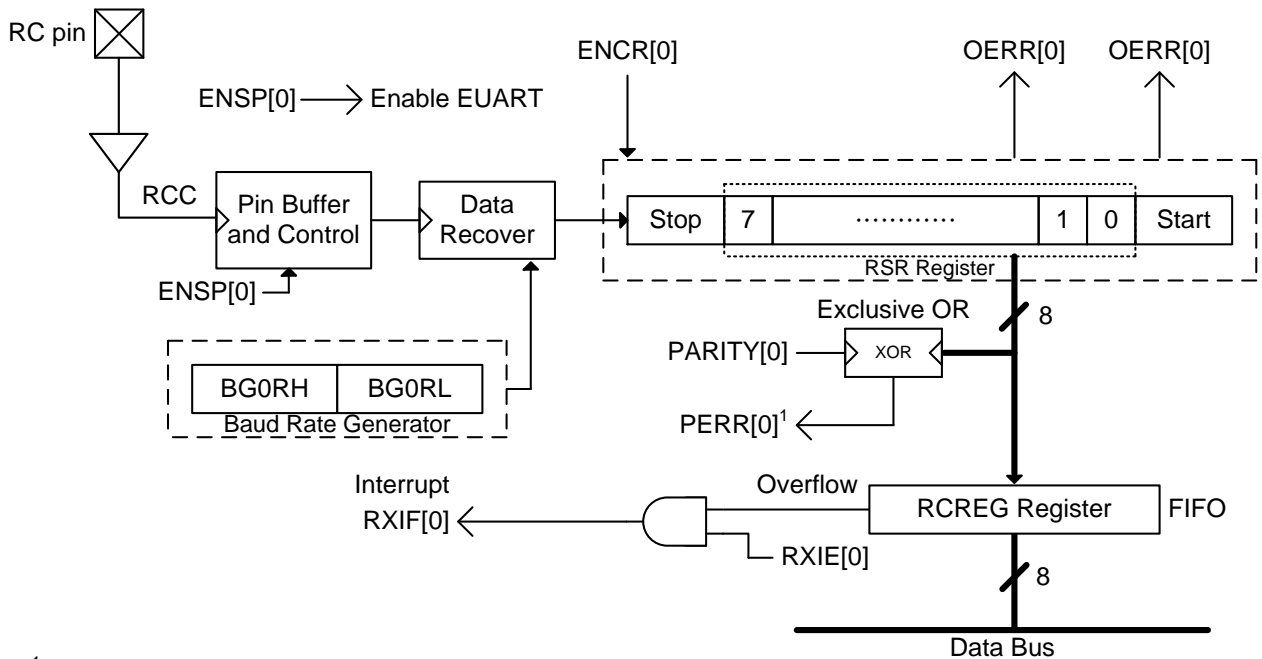 RC pin
ENCR[0]
OERR[0]
OERR[0]
ENSP[0]
Enable EUART
RCC
Pin Buffer
and Control
Data
Recover
Stop
7
............
1
0
Start
RSR Register
ENSP[0]
Exclusive OR
8
PARITY[0]
XOR
BG0RH
BG0RL
Baud Rate Generator
PERR[0]¹
Interrupt
RXIF[0]
Overflow
RCREG Register
FIFO
RXIE[0]
8
Data Bus